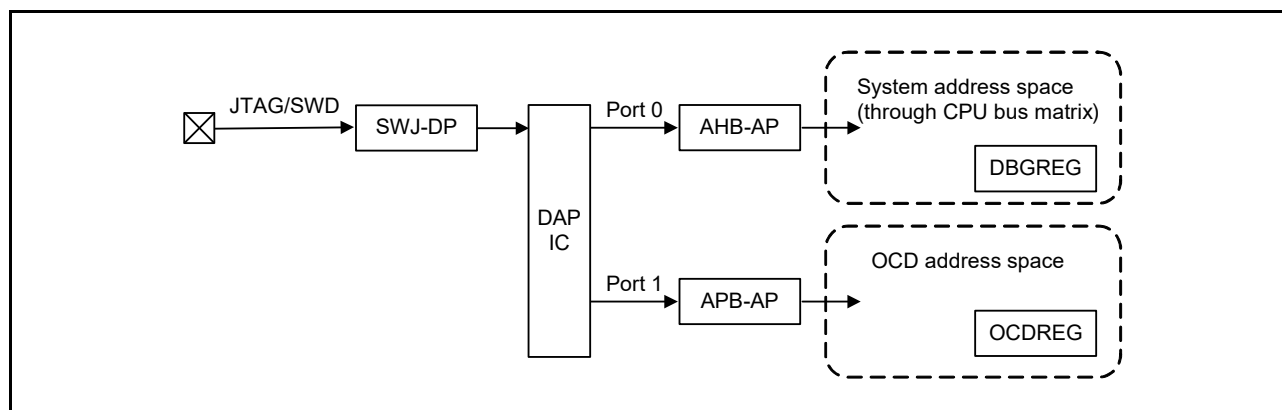 JTAG/SWD
SWJ-DP
DAP
IC
Port 0
AHB-AP
System address space
(through CPU bus matrix)
DBGREG
Port 1
APB-AP
OCD address space
OCDREG